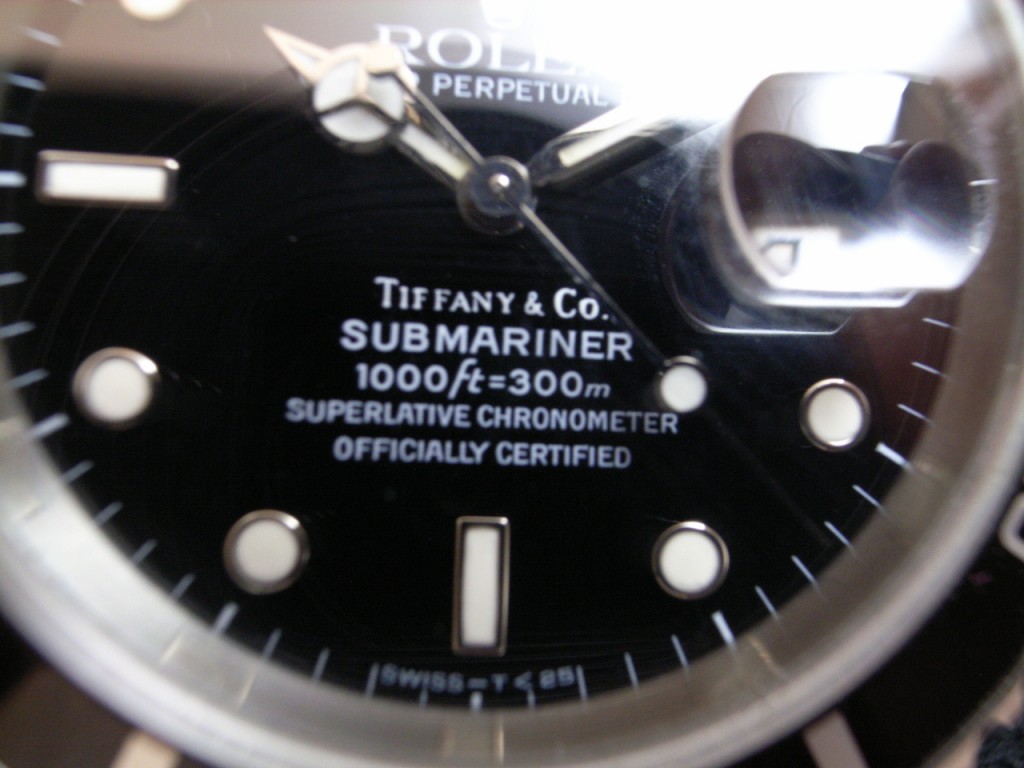 PERPETUAL
TIFFANY & CO.
SUBMARINER
1000ft=300m
SUPERLATIVE CHRONOMETER
OFFICIALLY CERTIFIED
SWISS-T<25